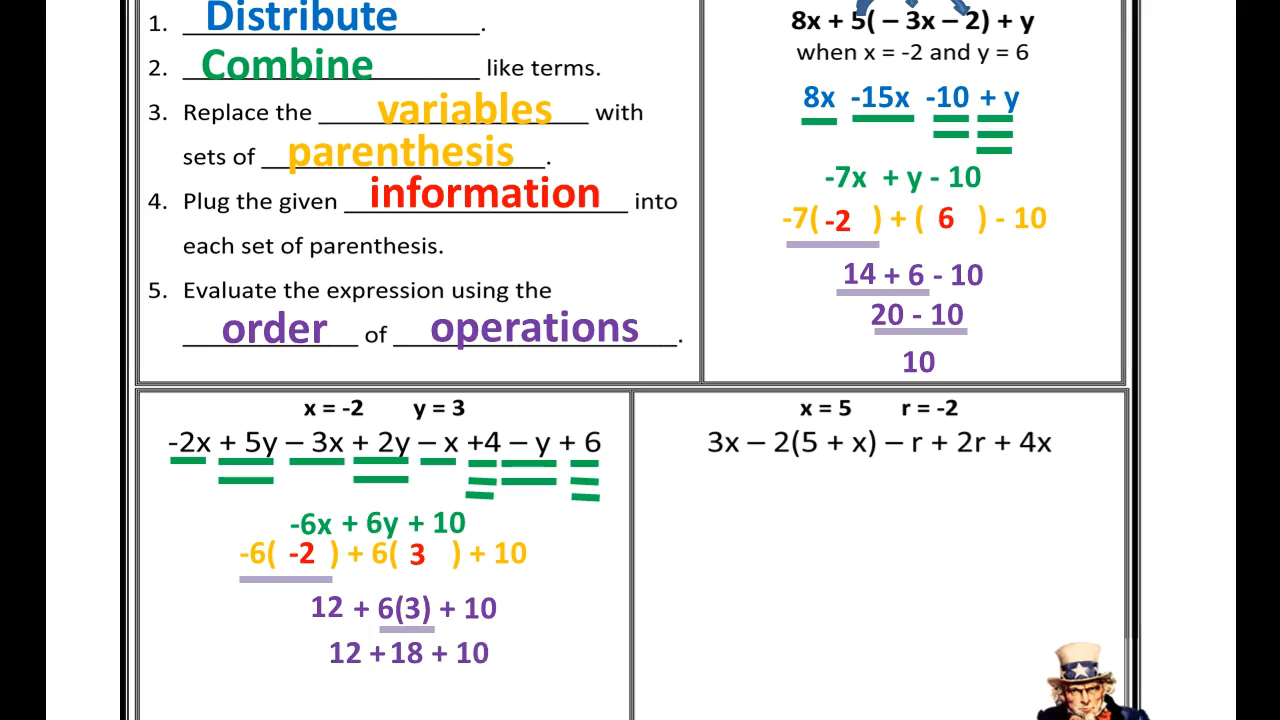 1. Distribute.
2. Combine like terms.
3. Replace the variables with
sets of parenthesis.
4. Plug the given information into
each set of parenthesis.
5. Evaluate the expression using the
order of operations.
8x + 5( – 3x – 2) + y
when x = -2 and y = 6
8x -15x -10 + y
-7x + y - 10
-7( -2 ) + ( 6 ) - 10
14 + 6 - 10
20 - 10
10
x = -2 y = 3
-2x + 5y – 3x + 2y – x +4 – y + 6
-6x + 6y + 10
-6( -2 ) + 6( 3 ) + 10
12 + 6(3) + 10
12 + 18 + 10
x = 5 r = -2
3x – 2(5 + x) – r + 2r + 4x